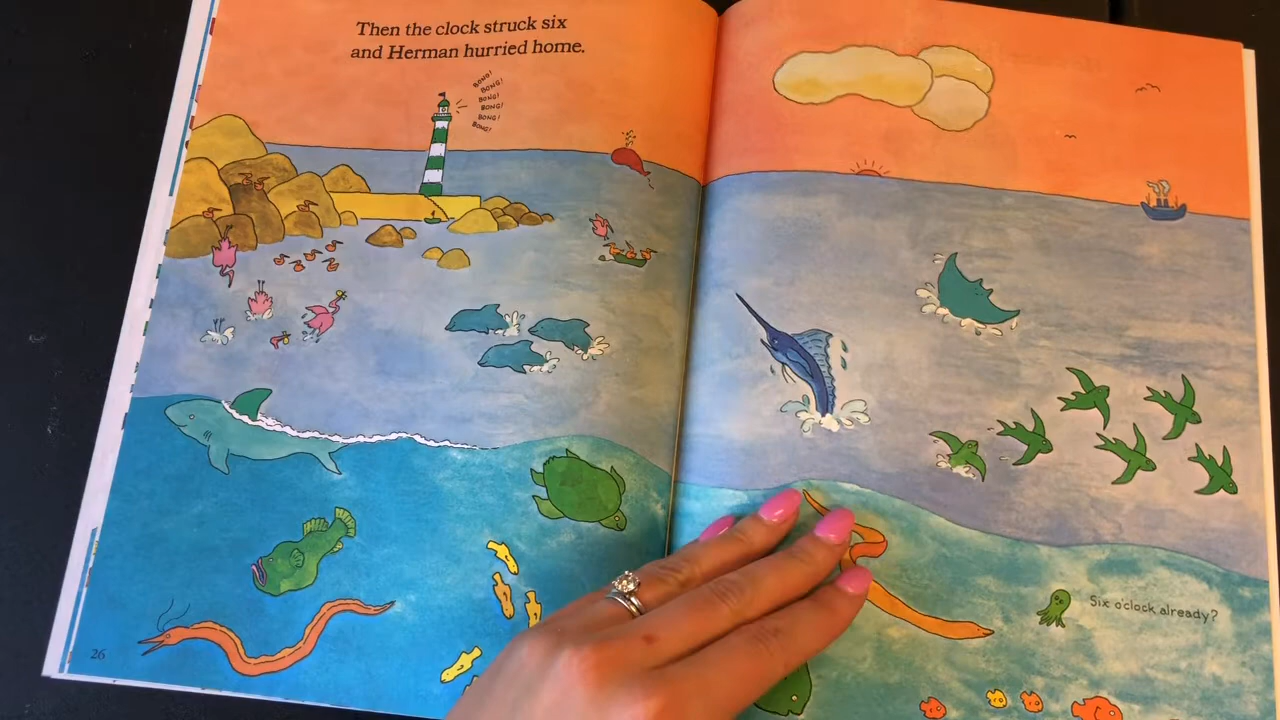 Then the clock struck six
and Herman hurried home.
BONG!
BONG!
BONG!
BONG!
BONG!
BONG!
Six o'clock already?
26